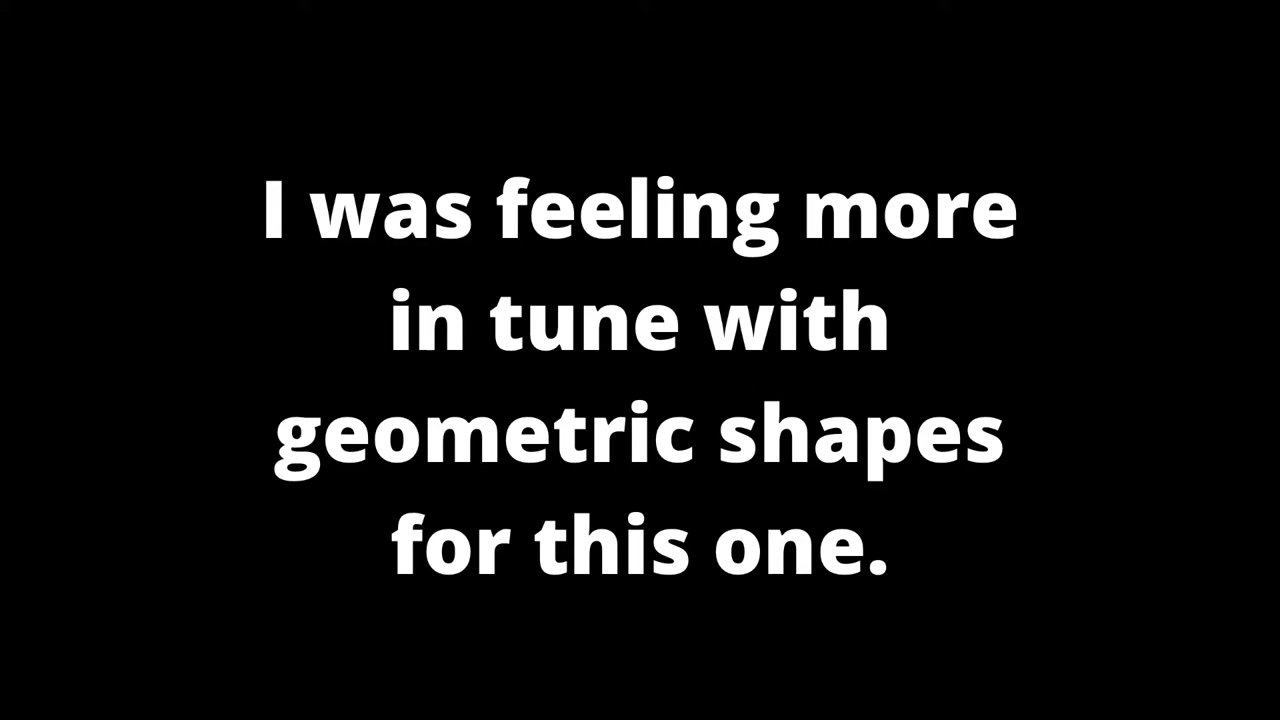 I was feeling more
in tune with
geometric shapes
for this one.